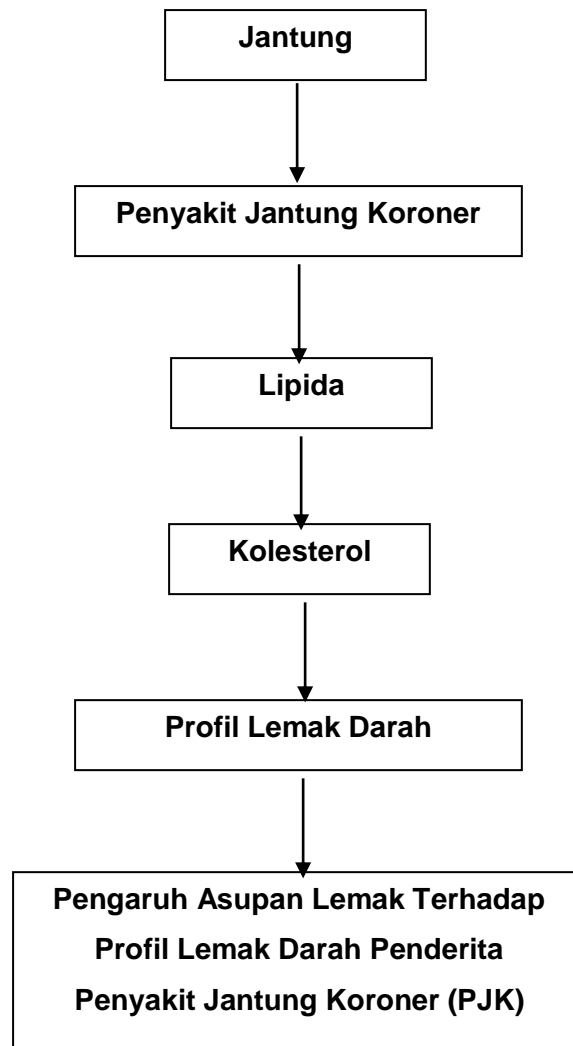 Jantung
Penyakit Jantung Koroner
Lipida
Kolesterol
Profil Lemak Darah
Pengaruh Asupan Lemak Terhadap
Profil Lemak Darah Penderita
Penyakit Jantung Koroner (PJK)